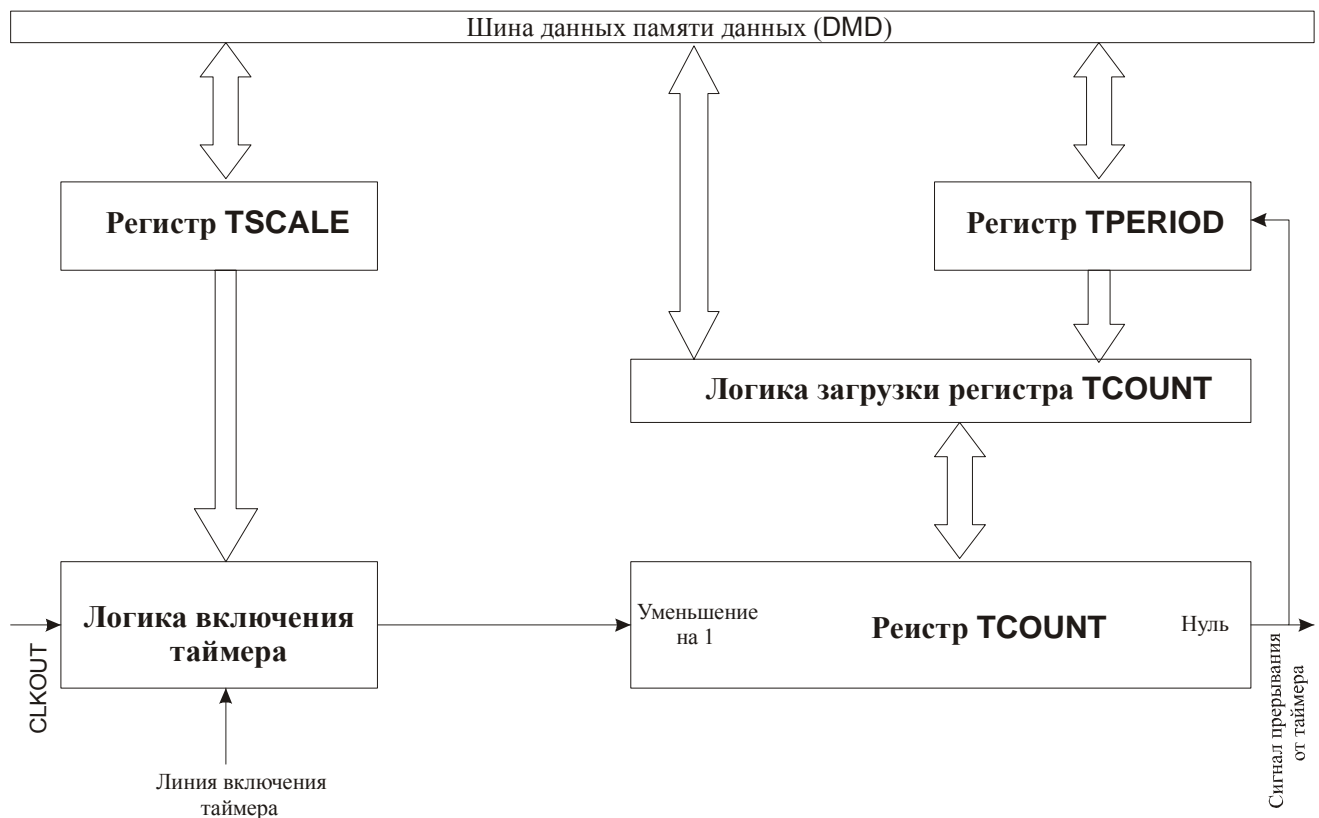 Шина данных памяти данных (DMD)
Регистр TSCALE
Регистр TPERIOD
Логика загрузки регистра TCOUNT
Логика включения
таймера
Уменьшение
на 1
Реистр TCOUNT
Нуль
CLKOUT
Линия включения
таймера
Сигнал прерывания
от таймера